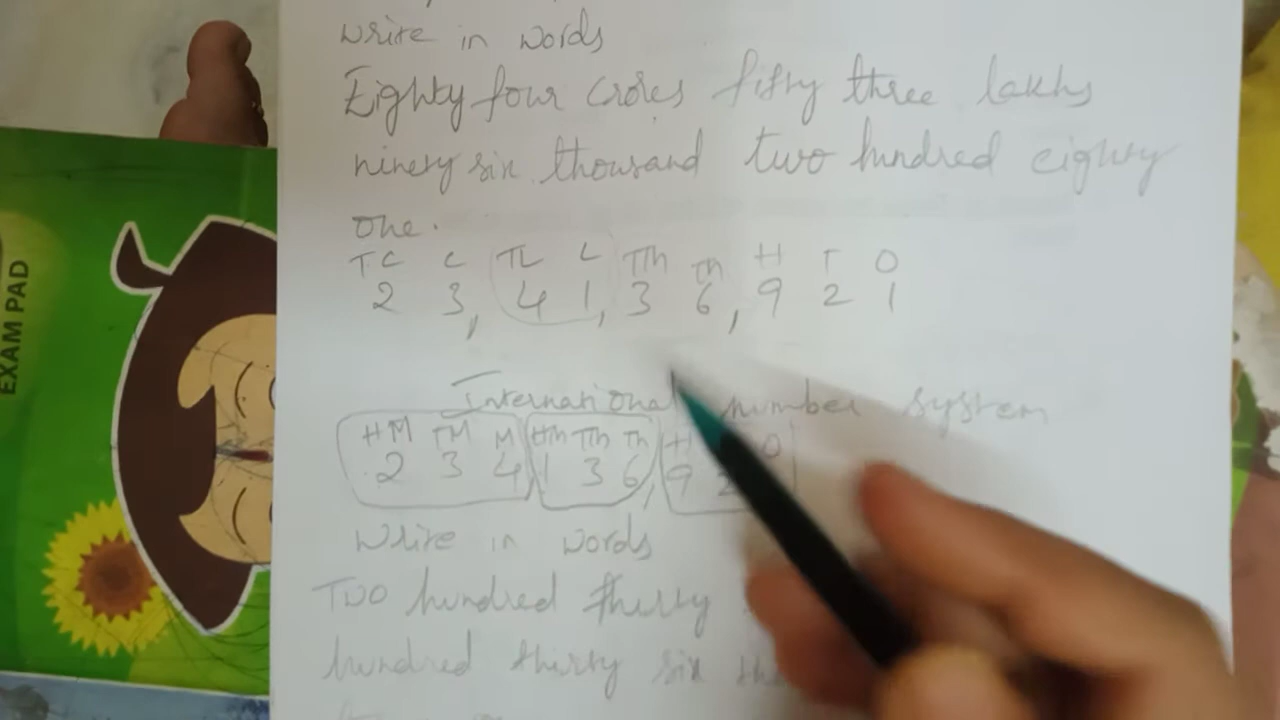 Write in words
Eighty four crores fifty three lakhs
ninety six thousand two hundred eighty
one.
TC C TL L TTh Th H T O
2 3, 4 1, 3 6, 9 2 1
International number system
HM TM M HTh TTh Th H O
2 3 4, 1 3 6, 9 2
Write in words
Two hundred thirty
hundred thirty six
EXAM PAD